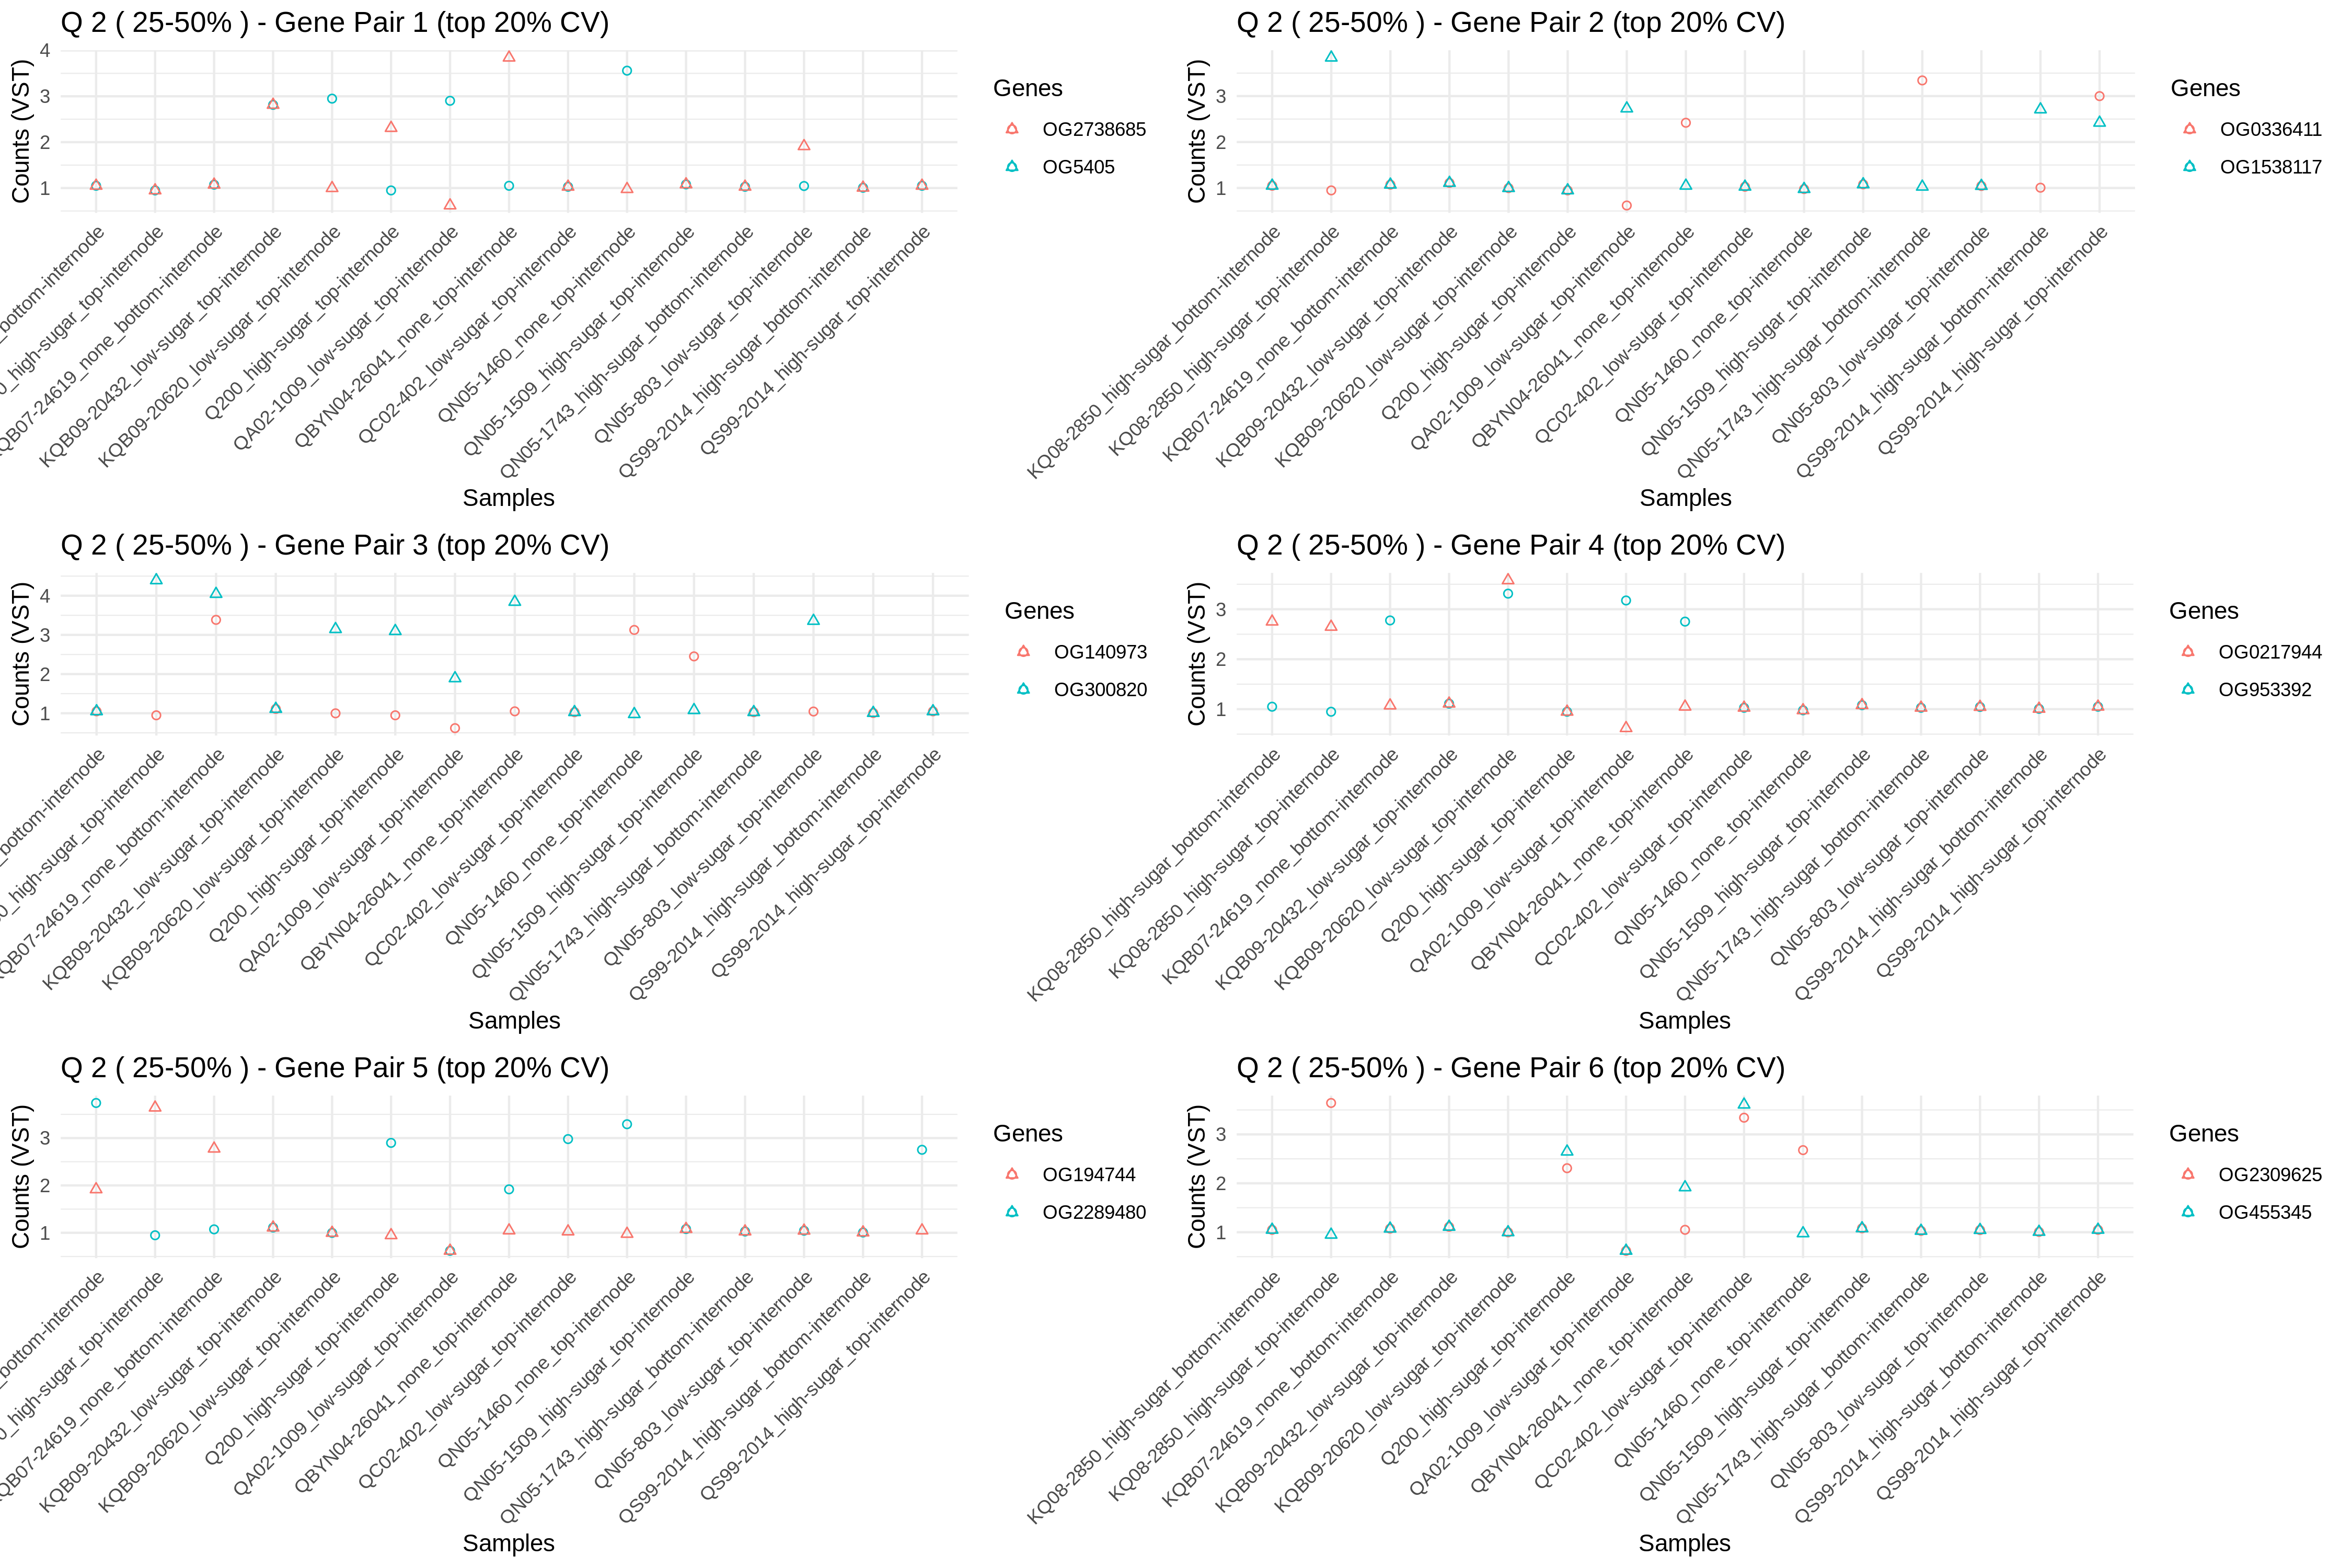 Q 2 ( 25-50% ) - Gene Pair 1 (top 20% CV)
Counts (VST)
4
3
2
1
_bottom-internode
0_high-sugar_top-internode
KQB07-24619_none_bottom-internode
KQB09-20432_low-sugar_top-internode
KQB09-20620_low-sugar_top-internode
Q200_high-sugar_top-internode
QA02-1009_low-sugar_top-internode
QBYN04-26041_none_top-internode
QC02-402_low-sugar_top-internode
QN05-1460_none_top-internode
QN05-1509_high-sugar_top-internode
QN05-1743_high-sugar_bottom-internode
QN05-803_low-sugar_top-internode
QS99-2014_high-sugar_bottom-internode
QS99-2014_high-sugar_top-internode
Samples
Genes
OG2738685
OG5405
Q 2 ( 25-50% ) - Gene Pair 2 (top 20% CV)
Counts (VST)
3
2
1
KQ08-2850_high-sugar_bottom-internode
KQ08-2850_high-sugar_top-internode
KQB07-24619_none_bottom-internode
KQB09-20432_low-sugar_top-internode
KQB09-20620_low-sugar_top-internode
Q200_high-sugar_top-internode
QA02-1009_low-sugar_top-internode
QBYN04-26041_none_top-internode
QC02-402_low-sugar_top-internode
QN05-1460_none_top-internode
QN05-1509_high-sugar_top-internode
QN05-1743_high-sugar_bottom-internode
QN05-803_low-sugar_top-internode
QS99-2014_high-sugar_bottom-internode
QS99-2014_high-sugar_top-internode
Samples
Genes
OG0336411
OG1538117
Q 2 ( 25-50% ) - Gene Pair 3 (top 20% CV)
Counts (VST)
4
3
2
1
_bottom-internode
0_high-sugar_top-internode
KQB07-24619_none_bottom-internode
KQB09-20432_low-sugar_top-internode
KQB09-20620_low-sugar_top-internode
Q200_high-sugar_top-internode
QA02-1009_low-sugar_top-internode
QBYN04-26041_none_top-internode
QC02-402_low-sugar_top-internode
QN05-1460_none_top-internode
QN05-1509_high-sugar_top-internode
QN05-1743_high-sugar_bottom-internode
QN05-803_low-sugar_top-internode
QS99-2014_high-sugar_bottom-internode
QS99-2014_high-sugar_top-internode
Samples
Genes
OG140973
OG300820
Q 2 ( 25-50% ) - Gene Pair 4 (top 20% CV)
Counts (VST)
3
2
1
KQ08-2850_high-sugar_bottom-internode
KQ08-2850_high-sugar_top-internode
KQB07-24619_none_bottom-internode
KQB09-20432_low-sugar_top-internode
KQB09-20620_low-sugar_top-internode
Q200_high-sugar_top-internode
QA02-1009_low-sugar_top-internode
QBYN04-26041_none_top-internode
QC02-402_low-sugar_top-internode
QN05-1460_none_top-internode
QN05-1509_high-sugar_top-internode
QN05-1743_high-sugar_bottom-internode
QN05-803_low-sugar_top-internode
QS99-2014_high-sugar_bottom-internode
QS99-2014_high-sugar_top-internode
Samples
Genes
OG0217944
OG953392
Q 2 ( 25-50% ) - Gene Pair 5 (top 20% CV)
Counts (VST)
3
2
1
_bottom-internode
0_high-sugar_top-internode
KQB07-24619_none_bottom-internode
KQB09-20432_low-sugar_top-internode
KQB09-20620_low-sugar_top-internode
Q200_high-sugar_top-internode
QA02-1009_low-sugar_top-internode
QBYN04-26041_none_top-internode
QC02-402_low-sugar_top-internode
QN05-1460_none_top-internode
QN05-1509_high-sugar_top-internode
QN05-1743_high-sugar_bottom-internode
QN05-803_low-sugar_top-internode
QS99-2014_high-sugar_bottom-internode
QS99-2014_high-sugar_top-internode
Samples
Genes
OG194744
OG2289480
Q 2 ( 25-50% ) - Gene Pair 6 (top 20% CV)
Counts (VST)
3
2
1
KQ08-2850_high-sugar_bottom-internode
KQ08-2850_high-sugar_top-internode
KQB07-24619_none_bottom-internode
KQB09-20432_low-sugar_top-internode
KQB09-20620_low-sugar_top-internode
Q200_high-sugar_top-internode
QA02-1009_low-sugar_top-internode
QBYN04-26041_none_top-internode
QC02-402_low-sugar_top-internode
QN05-1460_none_top-internode
QN05-1509_high-sugar_top-internode
QN05-1743_high-sugar_bottom-internode
QN05-803_low-sugar_top-internode
QS99-2014_high-sugar_bottom-internode
QS99-2014_high-sugar_top-internode
Samples
Genes
OG2309625
OG455345